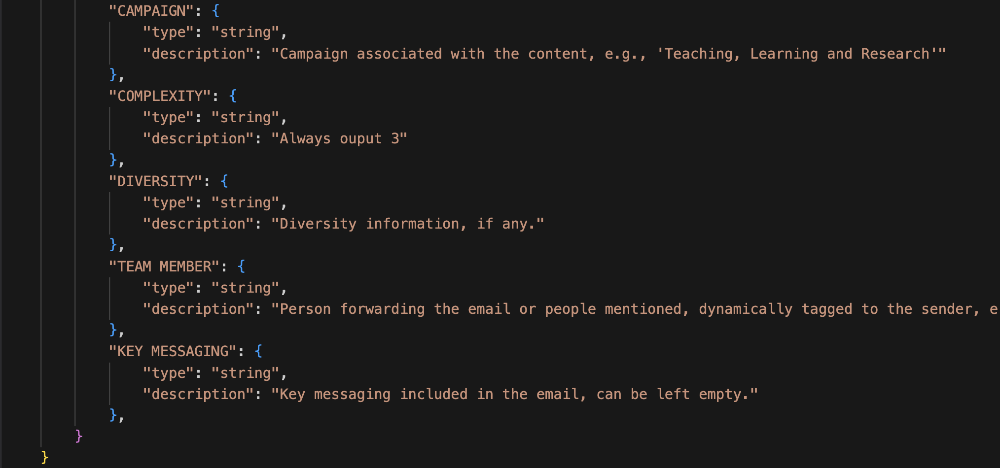 "CAMPAIGN": {
"type": "string",
"description": "Campaign associated with the content, e.g., 'Teaching, Learning and Research'"
},
"COMPLEXITY": {
"type": "string",
"description": "Always ouput 3"
},
"DIVERSITY": {
"type": "string",
"description": "Diversity information, if any."
},
"TEAM MEMBER": {
"type": "string",
"description": "Person forwarding the email or people mentioned, dynamically tagged to the sender, e
},
"KEY MESSAGING": {
"type": "string",
"description": "Key messaging included in the email, can be left empty."
},
}
}